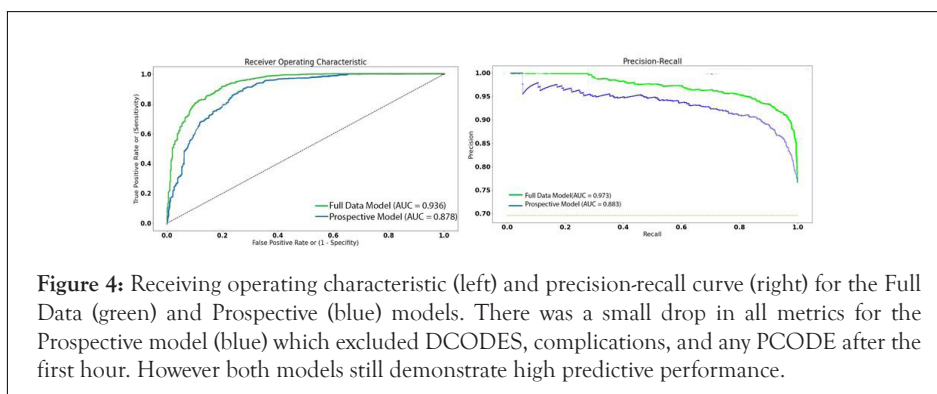 Receiver Operating Characteristic
1.0
0.8
0.6
0.4
0.2
0.0
True Positive Rate or (Sensitivity)
Full Data Model (AUC = 0.936)
Prospective Model (AUC = 0.878)
0.0 0.2 0.4 0.6 0.8 1.0
False Positive Rate or (1 - Specifity)
Precision-Recall
1.00
0.95
0.90
0.85
0.80
0.75
0.70
Precision
Full Data Model(AUC = 0.973)
Prospective Model (AUC = 0.883)
0.0 0.2 0.4 0.6 0.8 1.0
Recall
Figure 4: Receiving operating characteristic (left) and precision-recall curve (right) for the Full
Data (green) and Prospective (blue) models. There was a small drop in all metrics for the
Prospective model (blue) which excluded DCODES, complications, and any PCODE after the
first hour. However both models still demonstrate high predictive performance.